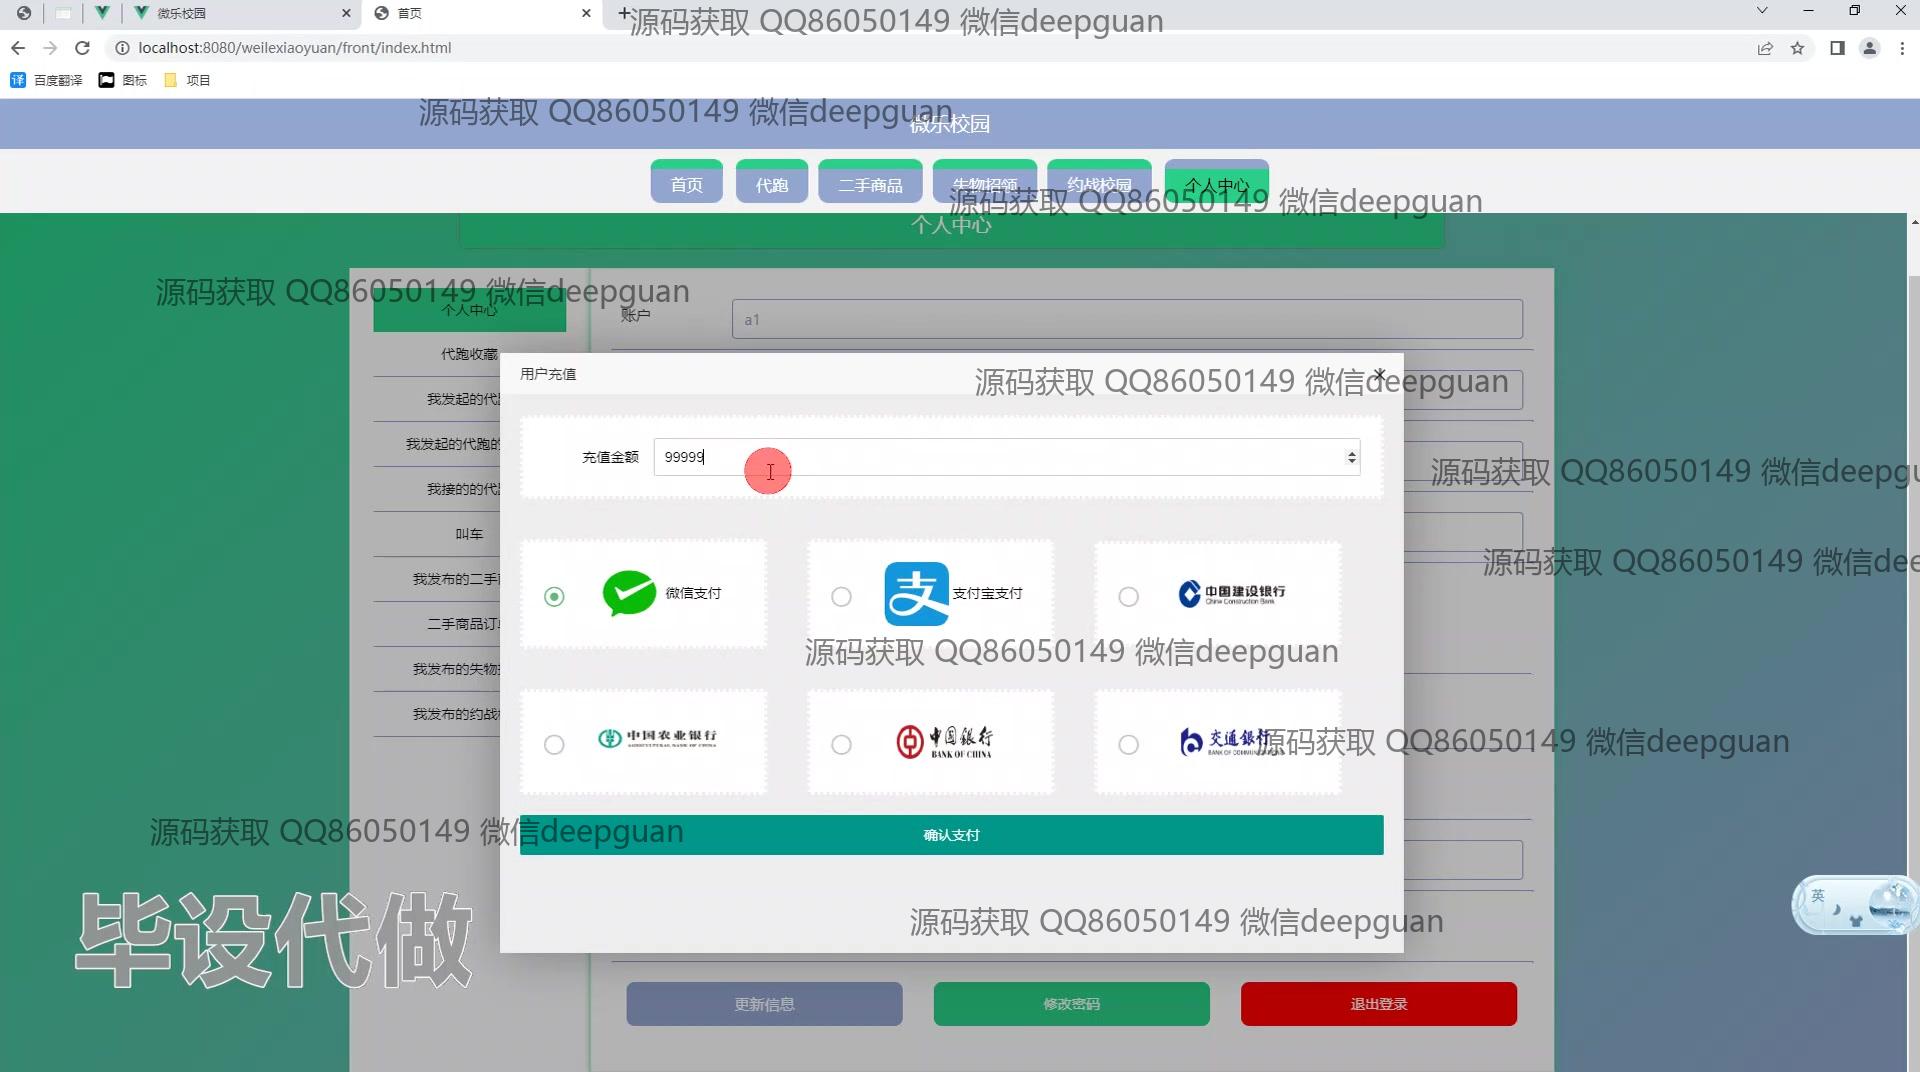 微乐校园
首页
源码获取 QQ86050149 微信deepguan
localhost:8080/weilexiaoyuan/front/index.html
百度翻译
图标
项目
源码获取 QQ86050149 微信deepguan
微乐校园
首页
代跑
二手商品
失物招领
约战校园
个人中心
源码获取 QQ86050149 微信deepguan
个人中心
源码获取 QQ86050149 微信deepguan
个人中心
账户
a1
代跑收藏
用户充值
源码获取 QQ86050149 微信deepguan
我发起的代
我发起的代跑的
充值金额
99999
源码获取 QQ86050149 微信deepgu
我接的的代
叫车
源码获取 QQ86050149 微信dee
我发布的二手
微信支付
支付宝付
中国建设银行
China Construction Bank
二手商品订
源码获取 QQ86050149 微信deepguan
我发布的失物
我发布的约战
中国农业银行
AGRICULTURAL BANK OF CHINA
中国银行
BANK OF CHINA
交通银行
BANK OF COMMUNICATIONS
源码获取 QQ86050149 微信deepguan
源码获取 QQ86050149 微信deepguan
确认支付
英
毕设代做
源码获取 QQ86050149 微信deepguan
更新信息
修改密码
退出登录